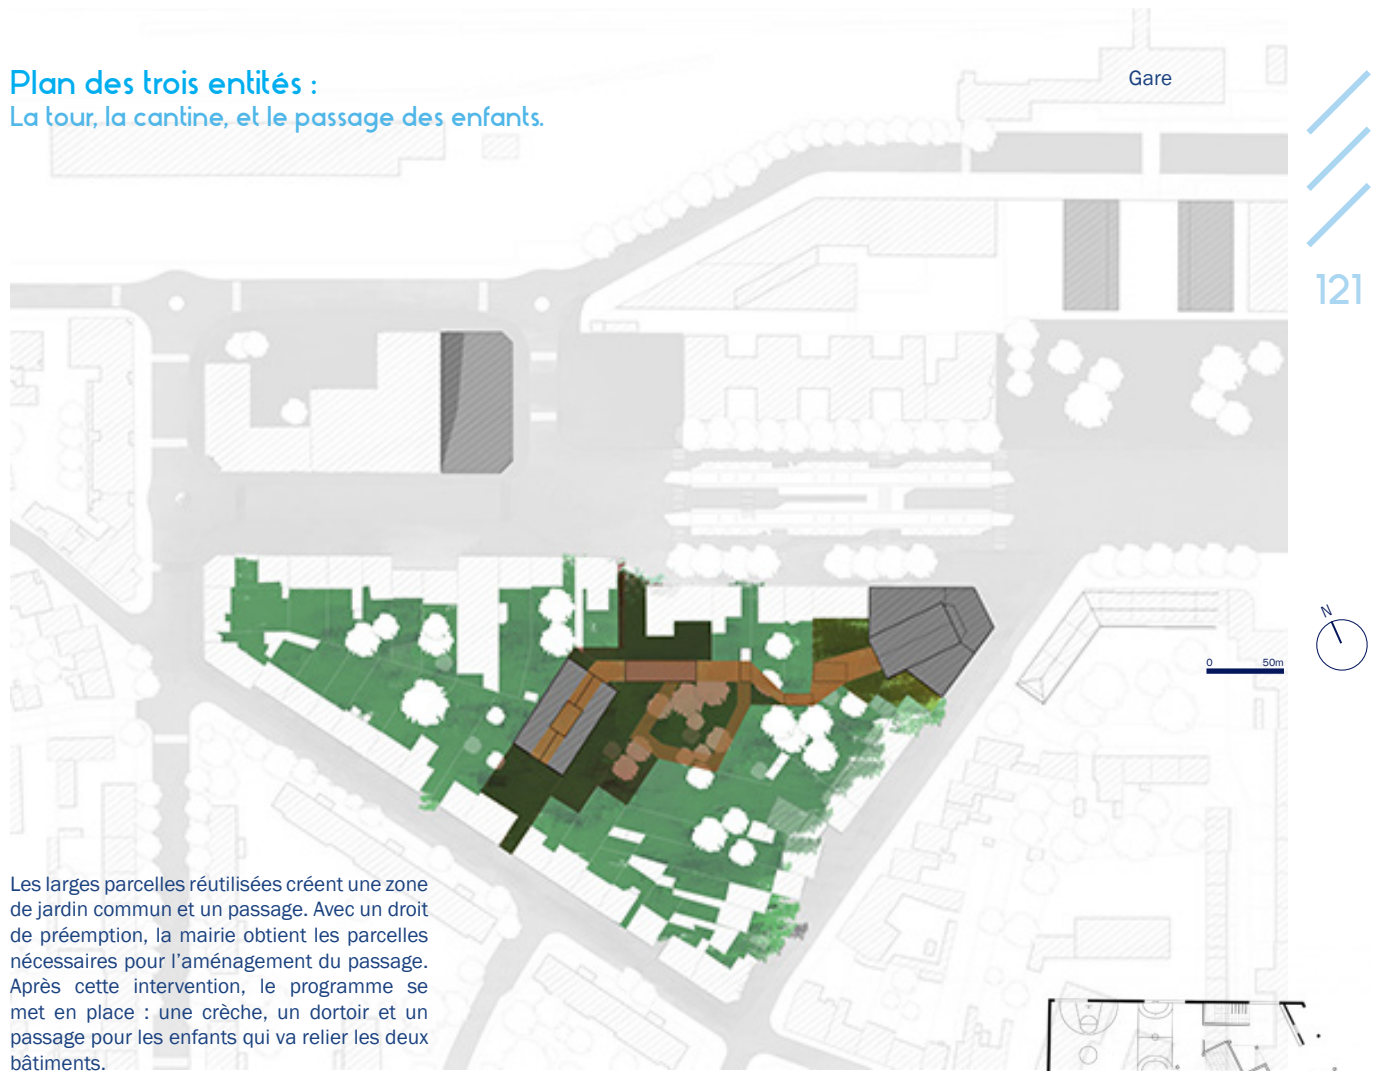 Plan des trois entités :
La tour, la cantine, et le passage des enfants.
Gare
121
N
0 50m
Les larges parcelles réutilisées créent une zone
de jardin commun et un passage. Avec un droit
de préemption, la mairie obtient les parcelles
nécessaires pour l’aménagement du passage.
Après cette intervention, le programme se
met en place : une crèche, un dortoir et un
passage pour les enfants qui va relier les deux
bâtiments.